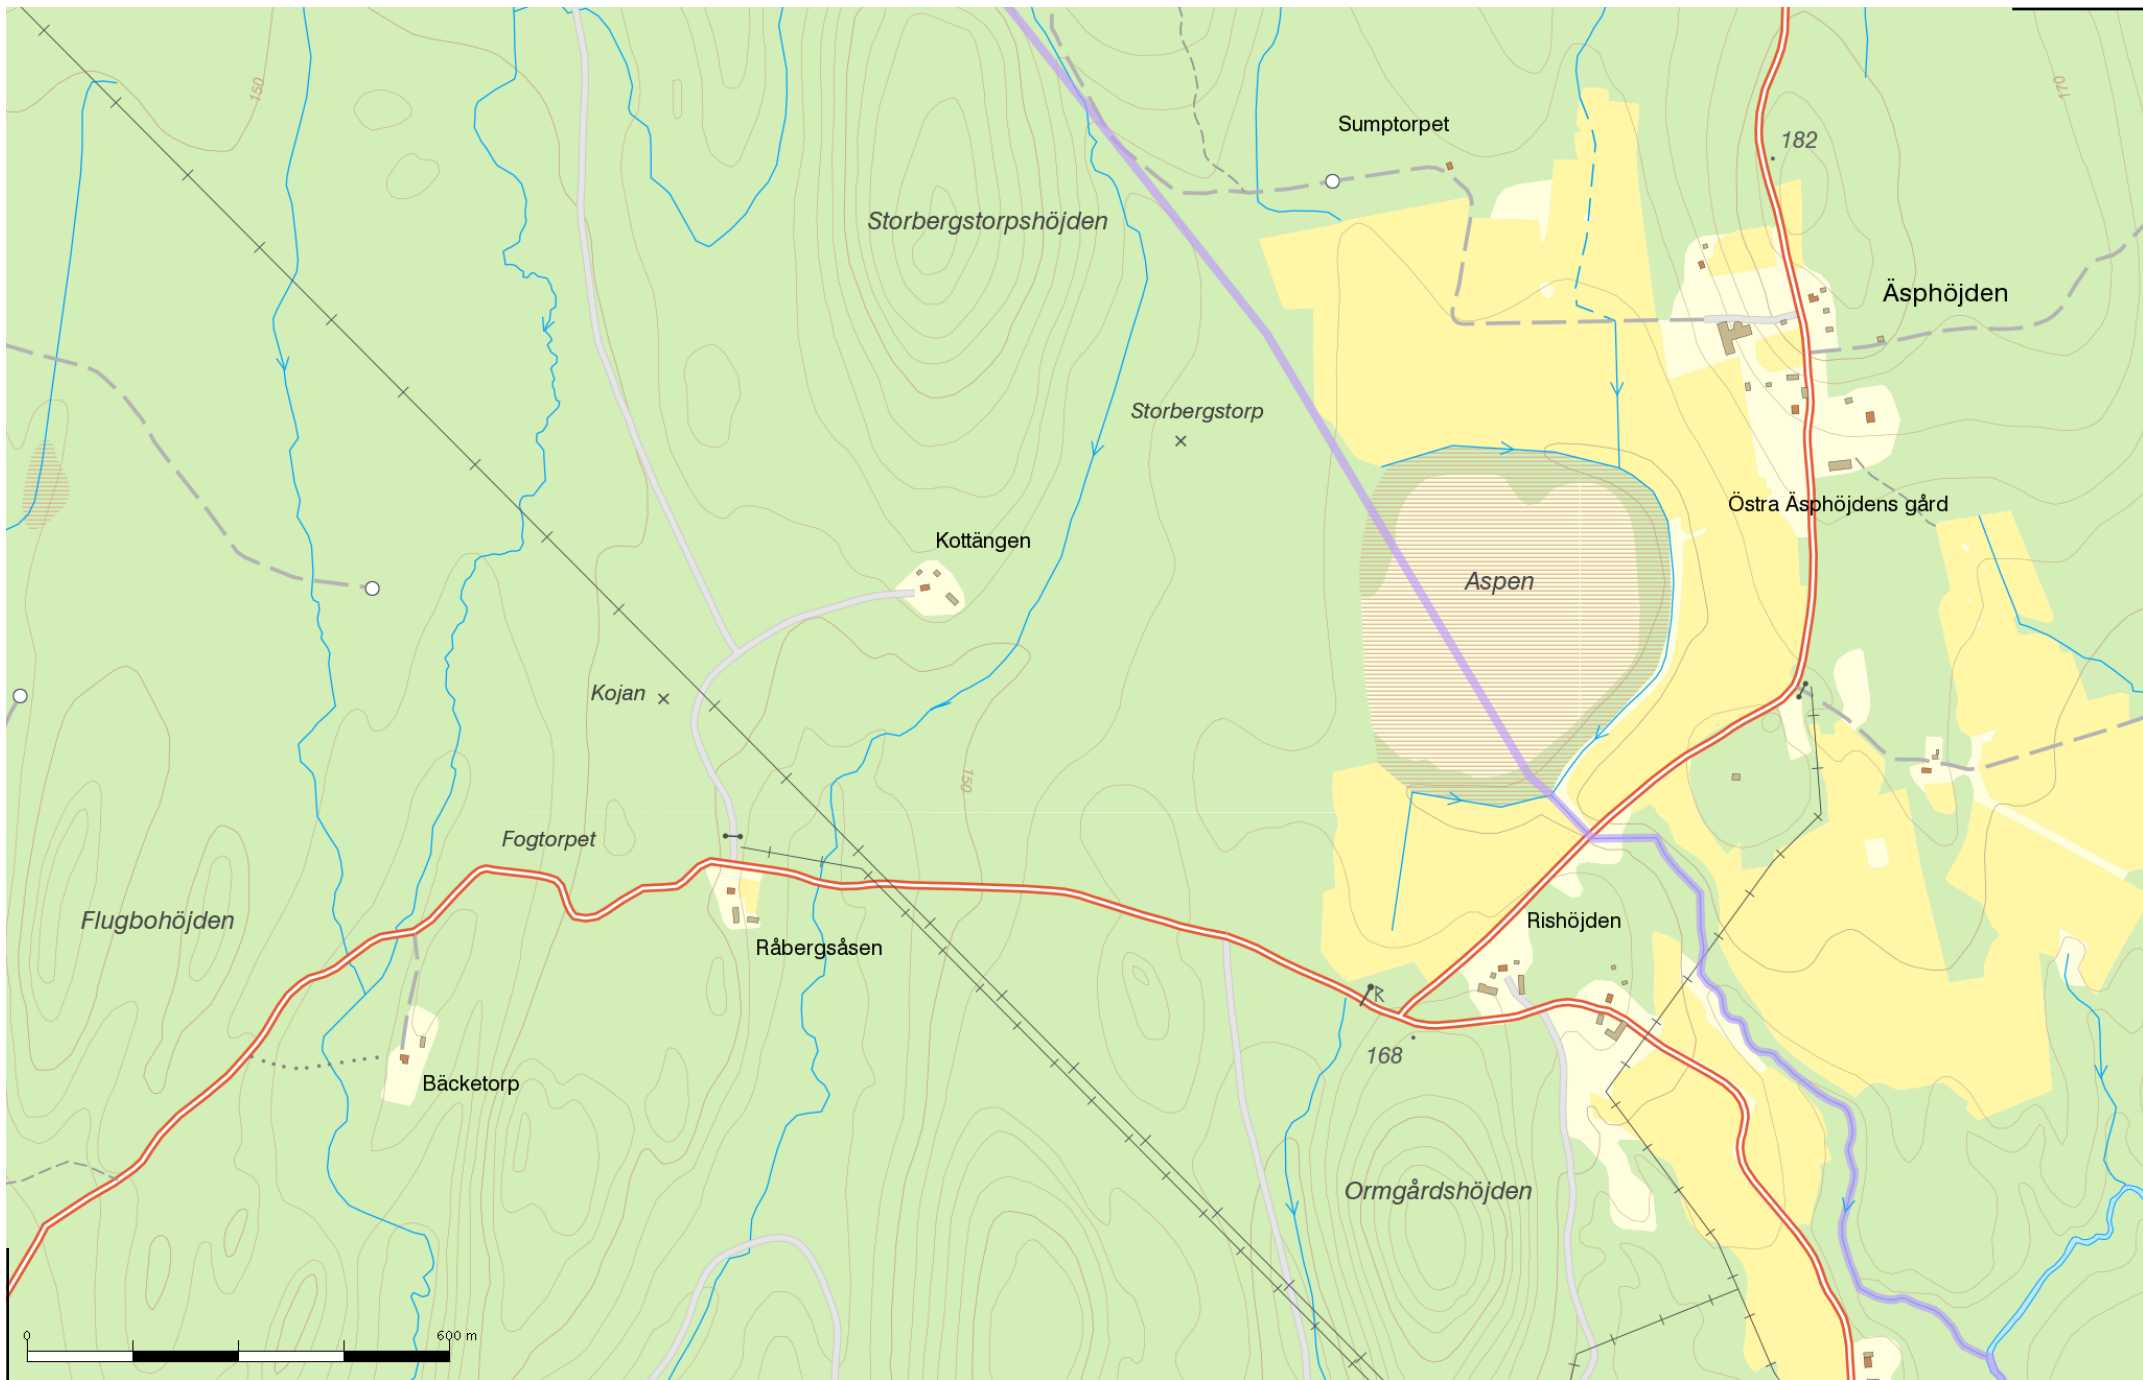 150
170
Sumptorpet
182
Storbergstorpshöjden
Äsphöjden
Storbergstorp
Östra Äsphöjdens gård
Kottängen
Aspen
Kojan
150
Fogtorpet
Flugbohöjden
Råbergsåsen
Rishöjden
R
168
Bäcketorp
Ormgårdshöjden
0
600 m